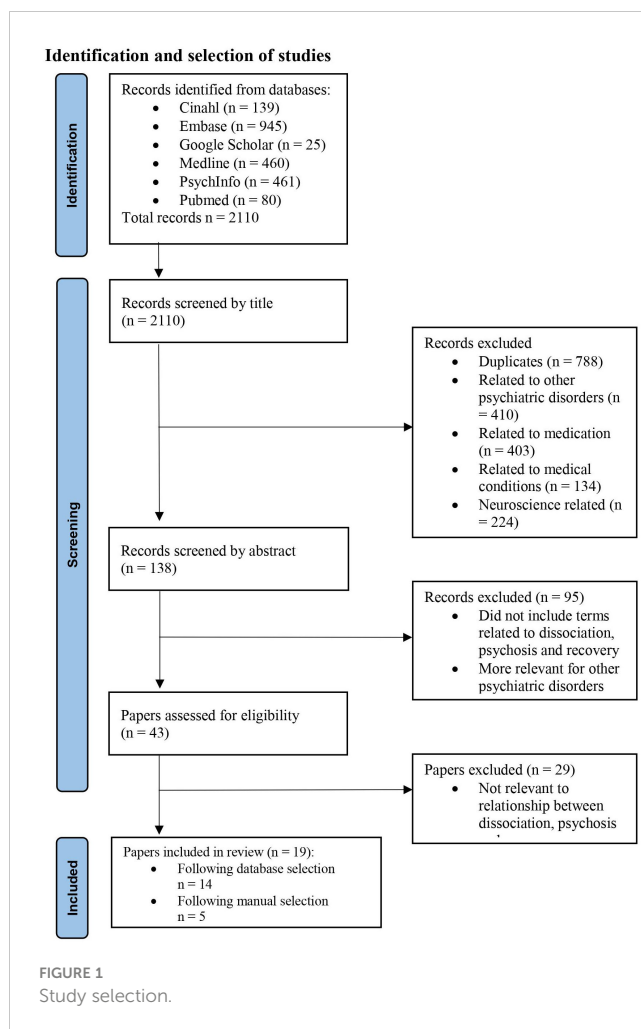 Identification and selection of studies
Identification
Records identified from databases:
• Cinahl (n = 139)
• Embase (n = 945)
• Google Scholar (n = 25)
• Medline (n = 460)
• PsychInfo (n = 461)
• Pubmed (n = 80)
Total records n = 2110
Screening
Records screened by title
(n = 2110)
Records excluded
• Duplicates (n = 788)
• Related to other
psychiatric disorders (n
= 410)
• Related to medication
(n = 403)
• Related to medical
conditions (n = 134)
• Neuroscience related (n
= 224)
Records screened by abstract
(n = 138)
Records excluded (n = 95)
• Did not include terms
related to dissociation,
psychosis and recovery
• More relevant for other
psychiatric disorders
Papers assessed for eligibility
(n = 43)
Papers excluded (n = 29)
• Not relevant to
relationship between
dissociation, psychosis
Included
Papers included in review (n = 19):
• Following database selection
n = 14
• Following manual selection
n = 5
FIGURE 1
Study selection.